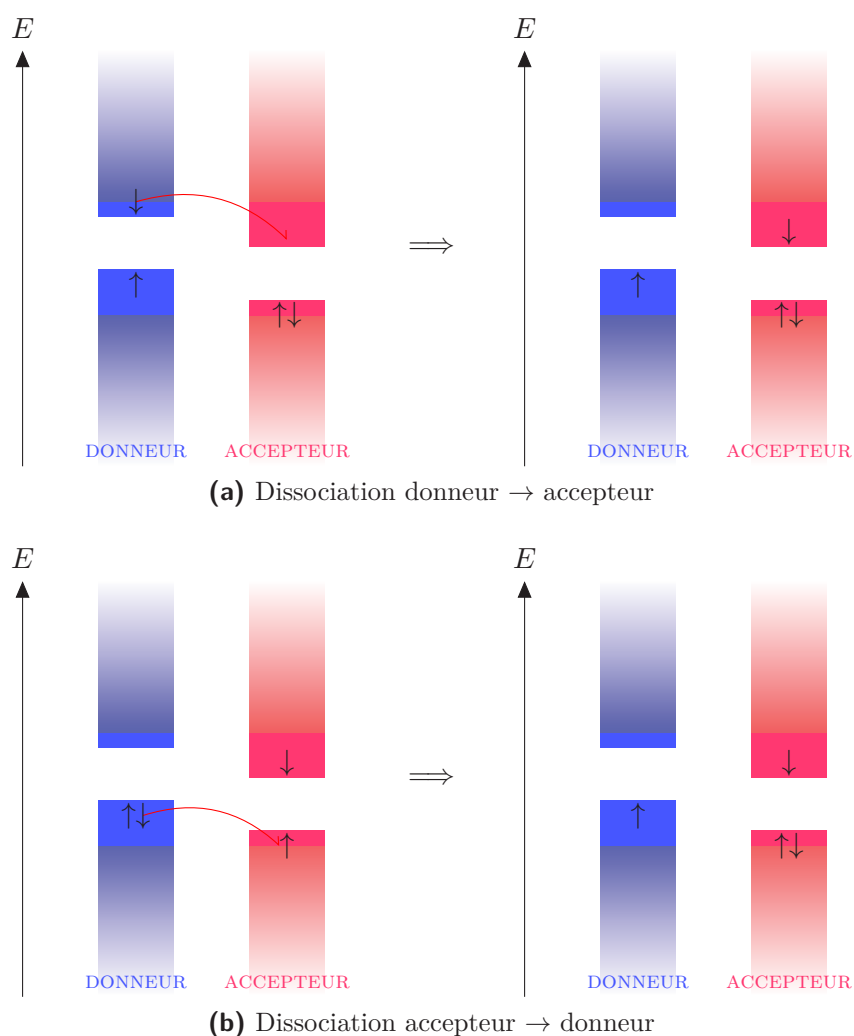 E E
DONNEUR ACCEPTEUR ⟹ DONNEUR ACCEPTEUR
(a) Dissociation donneur → accepteur
E E
DONNEUR ACCEPTEUR ⟹ DONNEUR ACCEPTEUR
(b) Dissociation accepteur → donneur